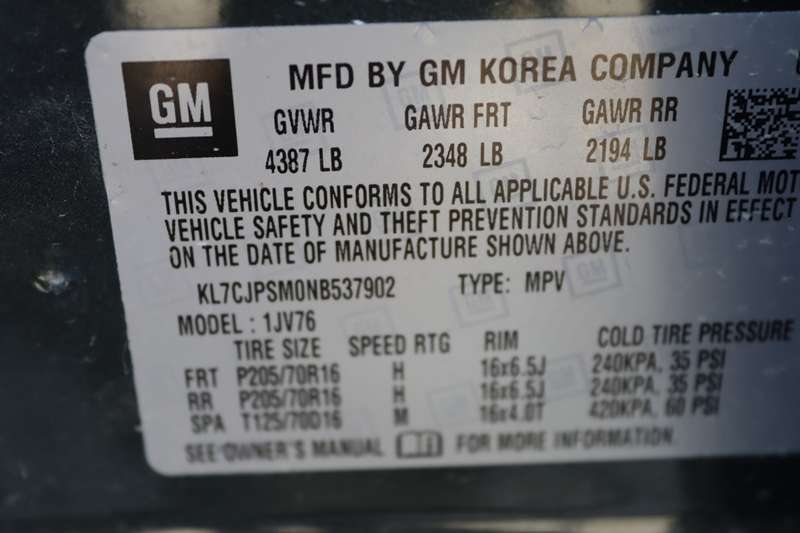 GM
MFD BY GM KOREA COMPANY
GVWR GAWR FRT GAWR RR
4387 LB 2348 LB 2194 LB
THIS VEHICLE CONFORMS TO ALL APPLICABLE U.S. FEDERAL MOT
VEHICLE SAFETY AND THEFT PREVENTION STANDARDS IN EFFECT
ON THE DATE OF MANUFACTURE SHOWN ABOVE.
KL7CJPSM0NB537902 TYPE: MPV
MODEL : 1JV76
TIRE SIZE SPEED RTG RIM COLD TIRE PRESSURE
FRT P205/70R16 H 16x6.5J 240KPA, 35 PSI
RR P205/70R16 H 16x6.5J 240KPA, 35 PSI
SPA T125/70D16 M 16x4.0T 420KPA, 60 PSI
SEE OWNER'S MANUAL FOR MORE INFORMATION